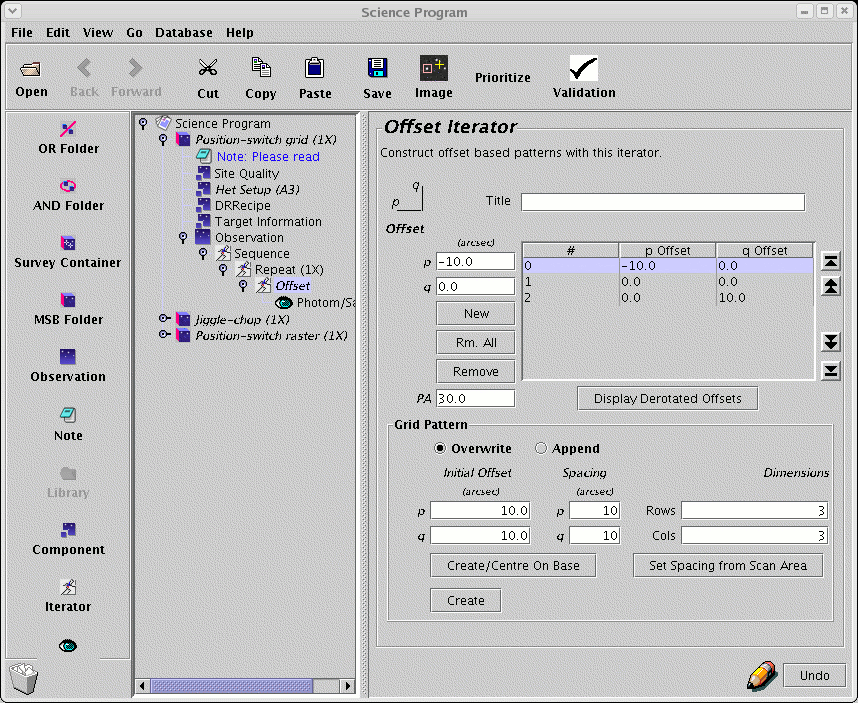 Science Program
File Edit View Go Database Help
Open Back Forward Cut Copy Paste Save Image Prioritize Validation
OR Folder
AND Folder
Survey Container
MSB Folder
Observation
Note
Library
Component
Iterator
Science Program
Position-switch grid (1X)
Note: Please read
Site Quality
Het Setup (A3)
DRRecipe
Target Information
Observation
Sequence
Repeat (1X)
Offset
Photom/Sa
Jiggle-chop (1X)
Position-switch raster (1X)
Offset Iterator
Construct offset based patterns with this iterator.
q
p
Title
Offset
(arcsec)
p -10.0
q 0.0
New
Rm. All
Remove
PA 30.0
# p Offset q Offset
0 -10.0 0.0
1 0.0 0.0
2 0.0 10.0
Display Derotated Offsets
Grid Pattern
Overwrite Append
Initial Offset Spacing Dimensions
(arcsec) (arcsec)
p 10.0 p 10 Rows 3
q 10.0 q 10 Cols 3
Create/Centre On Base Set Spacing from Scan Area
Create
Undo